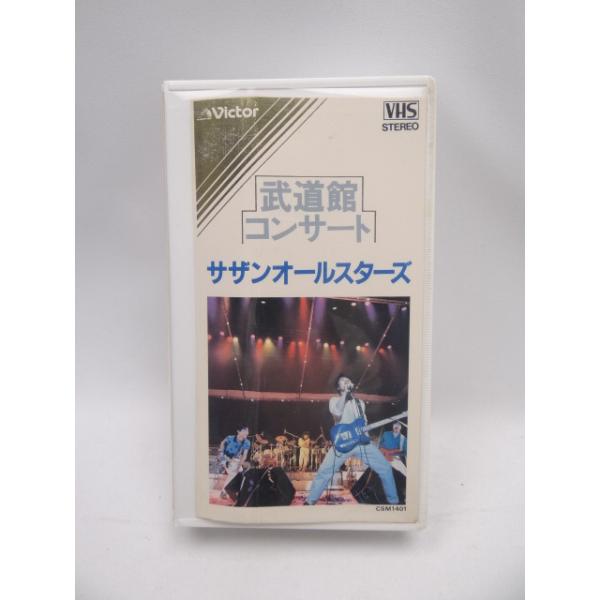 Victor
VHS
STEREO
武道館
コンサート
サザンオールスターズ
CSM1401